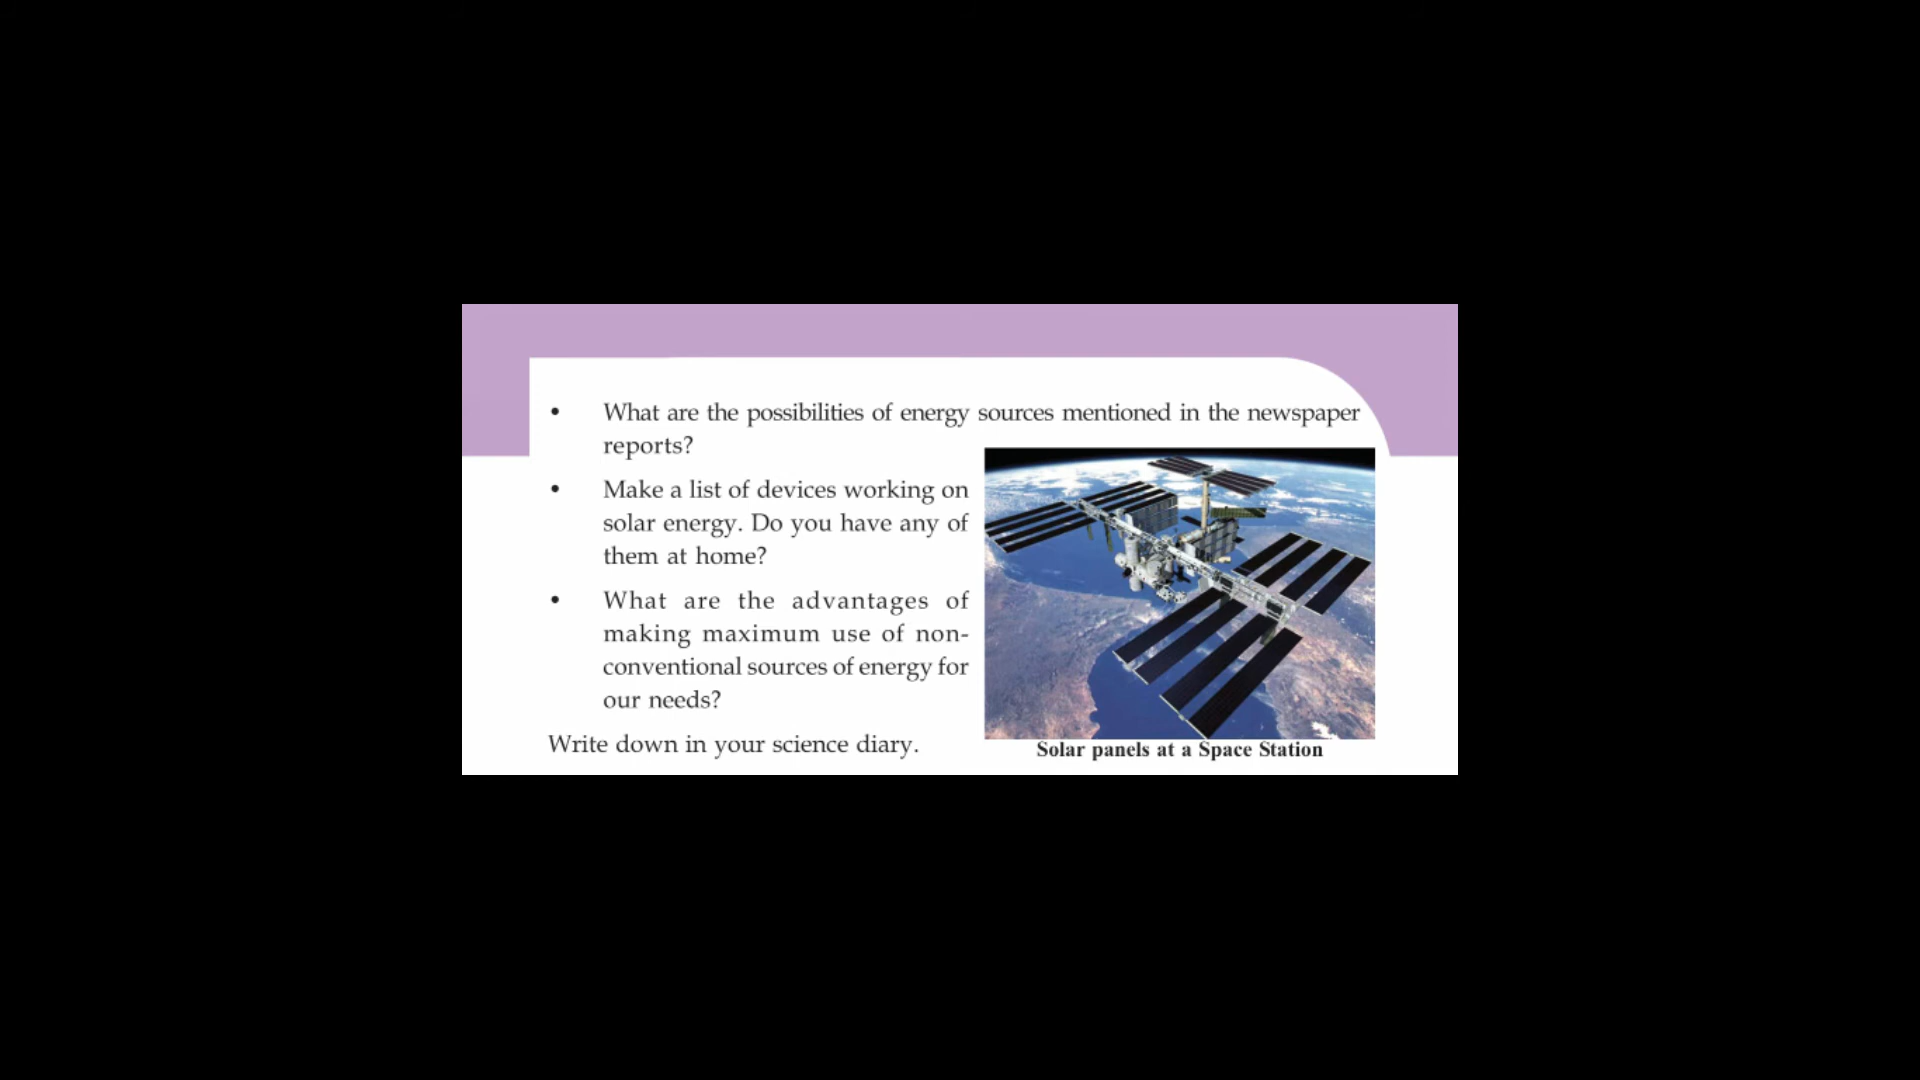 • What are the possibilities of energy sources mentioned in the newspaper
reports?
• Make a list of devices working on
solar energy. Do you have any of
them at home?
• What are the advantages of
making maximum use of non-
conventional sources of energy for
our needs?
Write down in your science diary.
Solar panels at a Space Station